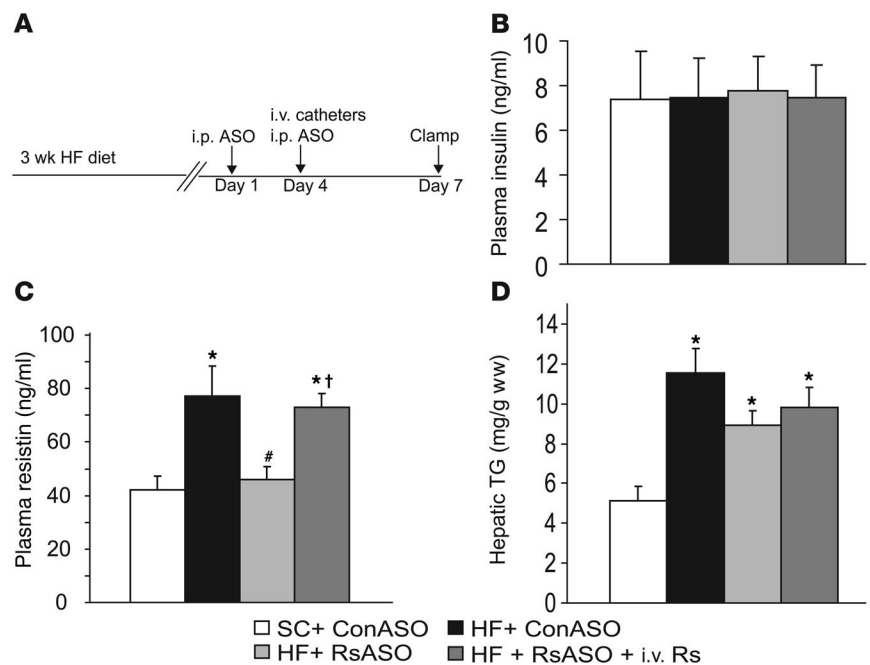 A
3 wk HF diet
i.p. ASO
i.v. catheters
i.p. ASO
Clamp
Day 1
Day 4
Day 7
B
Plasma insulin (ng/ml)
10
8
6
4
2
0
C
Plasma resistin (ng/ml)
100
80
60
40
20
0
*
#
*†
D
Hepatic TG (mg/g ww)
14
12
10
8
6
4
2
0
*
*
*
SC+ ConASO
HF+ ConASO
HF+ RsASO
HF + RsASO + i.v. Rs